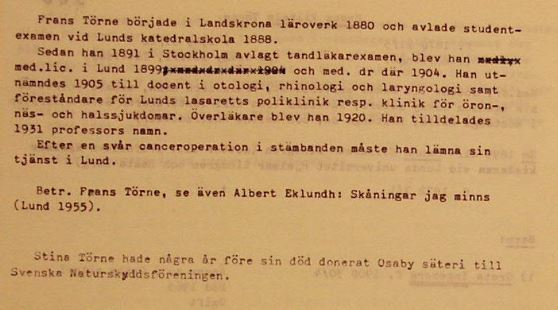 Frans Törne började i Landskrona läroverk 1880 och avlade student-
examen vid Lunds katedralskola 1888.
Sedan han 1891 i Stockholm avlagt tandläkarexamen, blev han
med.lic. i Lund 1899 och med. dr där 1904. Han ut-
nämndes 1905 till docent i otologi, rhinologi och laryngologi samt
föreståndare för Lunds lasaretts poliklinik resp. klinik för öron-,
näs- och halssjukdomar. Överläkare blev han 1920. Han tilldelades
1931 professors namn.
Efter en svår canceroperation i stämbanden måste han lämna sin
tjänst i Lund.
Betr. Frans Törne, se även Albert Eklundh: Skåningar jag minns
(Lund 1955).
Stina Törne hade några år före sin död donerat Osaby säteri till
Svenska Naturskyddsföreningen.